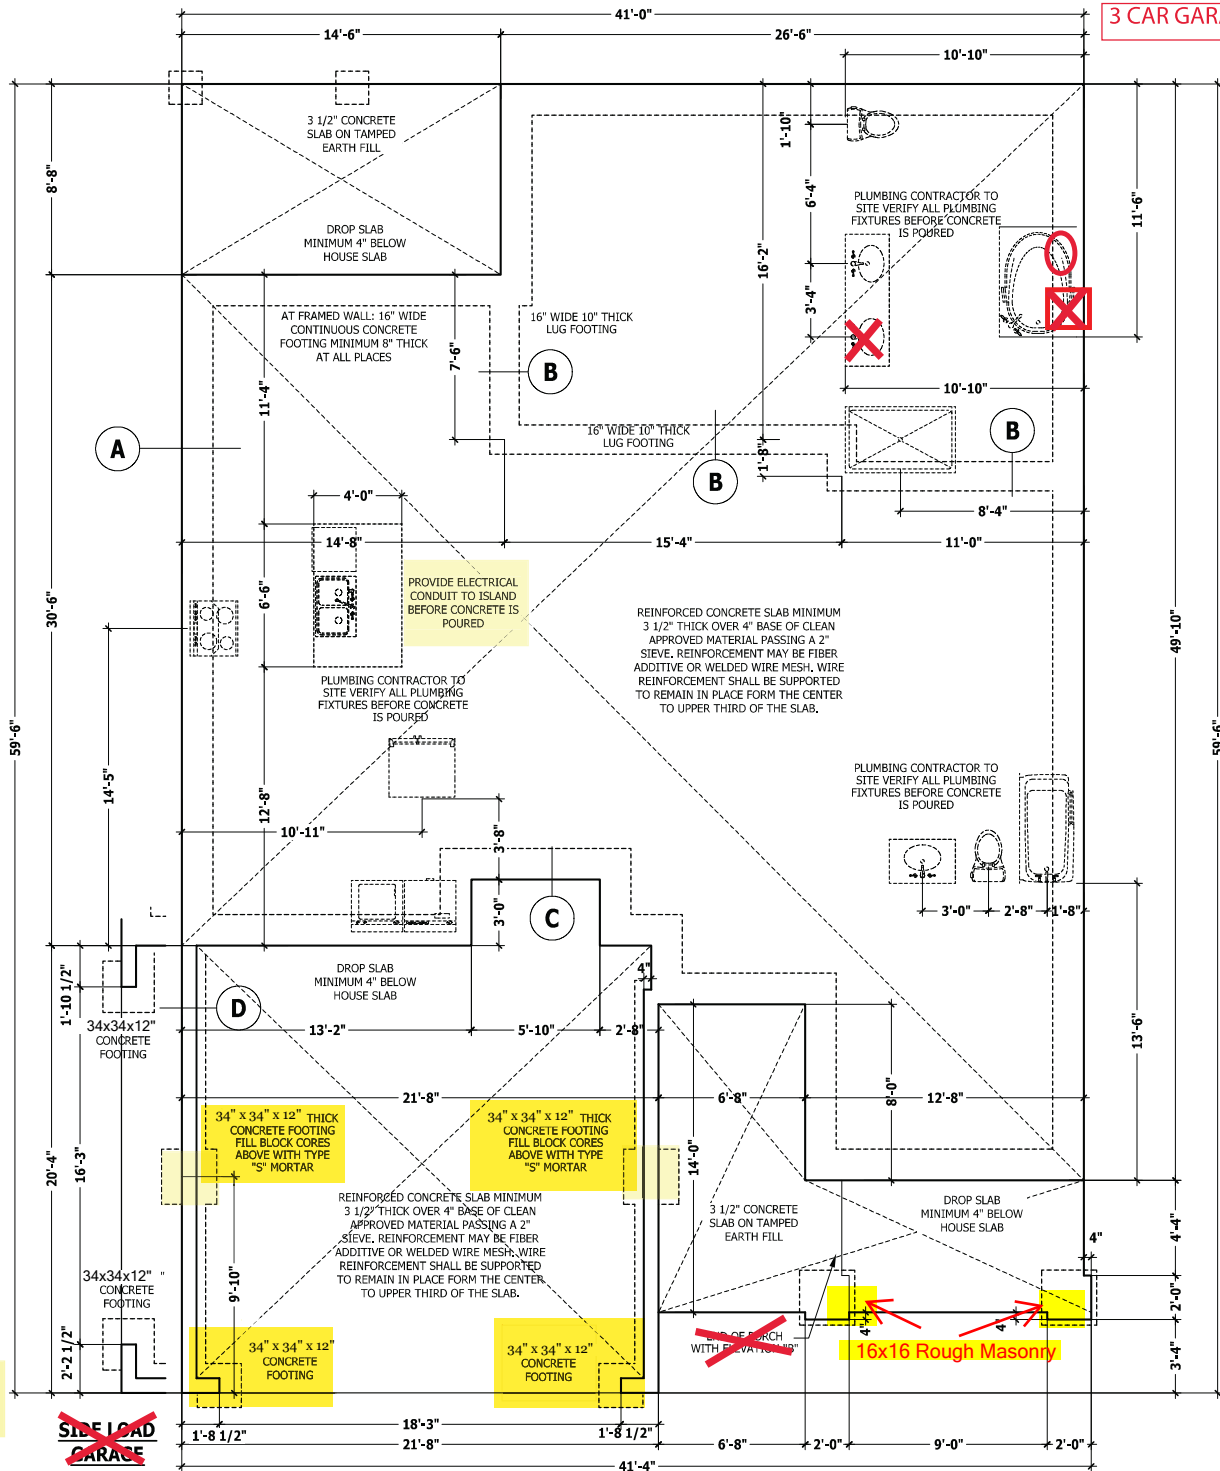 41'-0"
3 CAR GAR
14'-6"
26'-6"
10'-10"
3 1/2" CONCRETE
SLAB ON TAMPED
EARTH FILL
1'-10"
8'-8"
6'-4"
11'-6"
PLUMBING CONTRACTOR TO
SITE VERIFY ALL PLUMBING
FIXTURES BEFORE CONCRETE
IS POURED
DROP SLAB
MINIMUM 4" BELOW
HOUSE SLAB
16'-2"
3'-4"
AT FRAMED WALL: 16" WIDE
CONTINUOUS CONCRETE
FOOTING MINIMUM 8" THICK
AT ALL PLACES
16" WIDE 10" THICK
LUG FOOTING
7'-6"
B
10'-10"
11'-4"
A
16" WIDE 10" THICK
LUG FOOTING
B
1'-8"
B
4'-0"
8'-4"
14'-8"
15'-4"
11'-0"
PROVIDE ELECTRICAL
CONDUIT TO ISLAND
BEFORE CONCRETE IS
POURED
6'-6"
30'-6"
REINFORCED CONCRETE SLAB MINIMUM
3 1/2" THICK OVER 4" BASE OF CLEAN
APPROVED MATERIAL PASSING A 2"
SIEVE. REINFORCEMENT MAY BE FIBER
ADDITIVE OR WELDED WIRE MESH. WIRE
REINFORCEMENT SHALL BE SUPPORTED
TO REMAIN IN PLACE FORM THE CENTER
TO UPPER THIRD OF THE SLAB.
49'-10"
PLUMBING CONTRACTOR TO
SITE VERIFY ALL PLUMBING
FIXTURES BEFORE CONCRETE
IS POURED
59'-6"
59'-6"
14'-5"
12'-8"
PLUMBING CONTRACTOR TO
SITE VERIFY ALL PLUMBING
FIXTURES BEFORE CONCRETE
IS POURED
10'-11"
3'-8"
3'-0"
C
3'-0"
2'-8"
1'-8"
DROP SLAB
MINIMUM 4" BELOW
HOUSE SLAB
4"
1'-10 1/2"
D
34x34x12"
CONCRETE
FOOTING
13'-2"
5'-10"
2'-8"
13'-6"
21'-8"
6'-8"
8'-0"
12'-8"
34" x 34" x 12" THICK
CONCRETE FOOTING
FILL BLOCK CORES
ABOVE WITH TYPE
"S" MORTAR
34" x 34" x 12" THICK
CONCRETE FOOTING
FILL BLOCK CORES
ABOVE WITH TYPE
"S" MORTAR
20'-4"
16'-3"
14'-0"
REINFORCED CONCRETE SLAB MINIMUM
3 1/2" THICK OVER 4" BASE OF CLEAN
APPROVED MATERIAL PASSING A 2"
SIEVE. REINFORCEMENT MAY BE FIBER
ADDITIVE OR WELDED WIRE MESH. WIRE
REINFORCEMENT SHALL BE SUPPORTED
TO REMAIN IN PLACE FORM THE CENTER
TO UPPER THIRD OF THE SLAB.
3 1/2" CONCRETE
SLAB ON TAMPED
EARTH FILL
DROP SLAB
MINIMUM 4" BELOW
HOUSE SLAB
4'-4"
4"
34x34x12"
CONCRETE
FOOTING
9'-10"
2'-0"
4"
4"
END OF PORCH
WITH ELEVATION "B"
16x16 Rough Masonry
2'-2 1/2"
34" x 34" x 12"
CONCRETE
FOOTING
34" x 34" x 12"
CONCRETE
FOOTING
3'-4"
SIDE LOAD
GARAGE
18'-3"
1'-8 1/2"
1'-8 1/2"
21'-8"
6'-8"
2'-0"
9'-0"
2'-0"
41'-4"